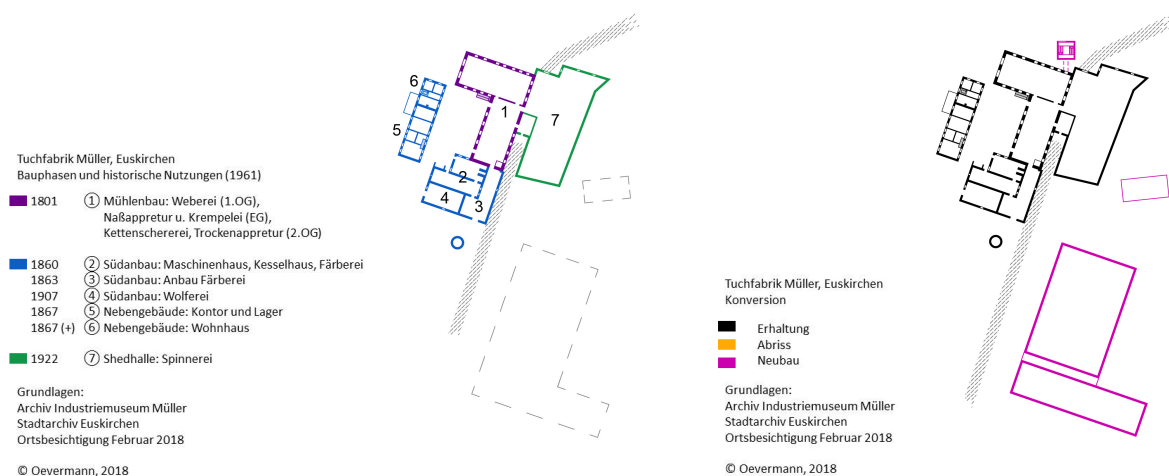 Tuchfabrik Müller, Euskirchen
Bauphasen und historische Nutzungen (1961)
1801 ① Mühlenbau: Weberei (1.OG),
Naßappretur u. Krempelei (EG),
Kettenschererei, Trockenappretur (2.OG)
1860 ② Südanbau: Maschinenhaus, Kesselhaus, Färberei
1863 ③ Südanbau: Anbau Färberei
1907 ④ Südanbau: Wolferei
1867 ⑤ Nebengebäude: Kontor und Lager
1867 (+) ⑥ Nebengebäude: Wohnhaus
1922 ⑦ Shedhalle: Spinnerei
Grundlagen:
Archiv Industriemuseum Müller
Stadtarchiv Euskirchen
Ortsbesichtigung Februar 2018
© Oevermann, 2018
6
1
7
5
2
4
3
Tuchfabrik Müller, Euskirchen
Konversion
Erhaltung
Abriss
Neubau
Grundlagen:
Archiv Industriemuseum Müller
Stadtarchiv Euskirchen
Ortsbesichtigung Februar 2018
© Oevermann, 2018